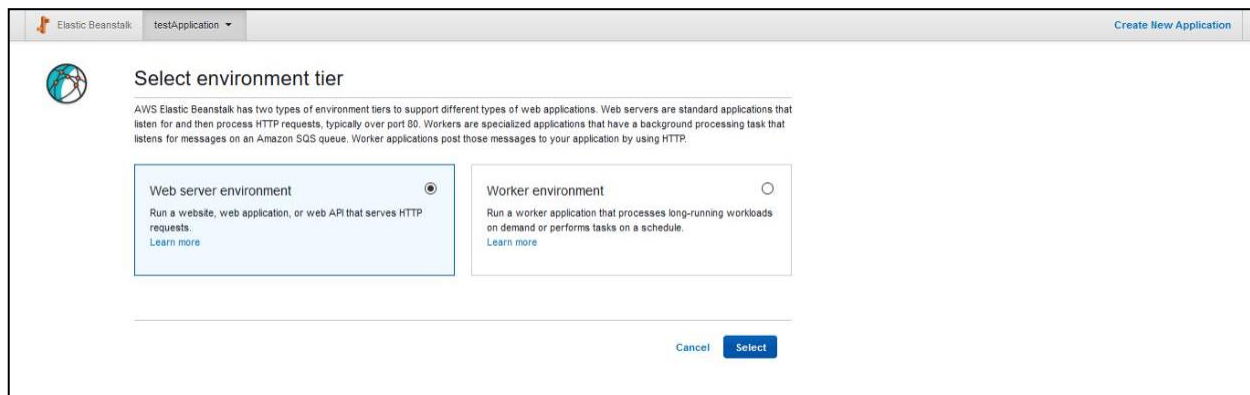 Elastic Beanstalk testApplication Create New Application
Select environment tier
AWS Elastic Beanstalk has two types of environment tiers to support different types of web applications. Web servers are standard applications that
listen for and then process HTTP requests, typically over port 80. Workers are specialized applications that have a background processing task that
listens for messages on an Amazon SQS queue. Worker applications post those messages to your application by using HTTP.
Web server environment
Run a website, web application, or web API that serves HTTP
requests.
Learn more
Worker environment
Run a worker application that processes long-running workloads
on demand or performs tasks on a schedule.
Learn more
Cancel Select